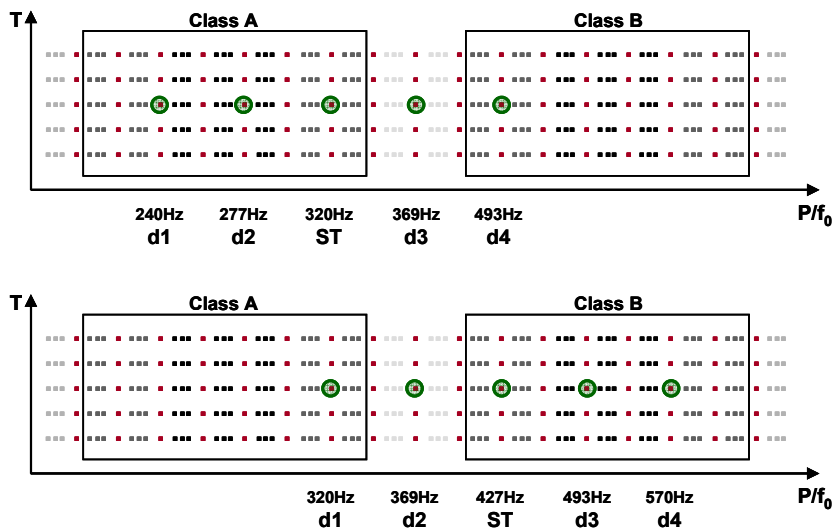 T
Class A Class B
240Hz 277Hz 320Hz 369Hz 493Hz P/f₀
d1 d2 ST d3 d4
T
Class A Class B
320Hz 369Hz 427Hz 493Hz 570Hz P/f₀
d1 d2 ST d3 d4